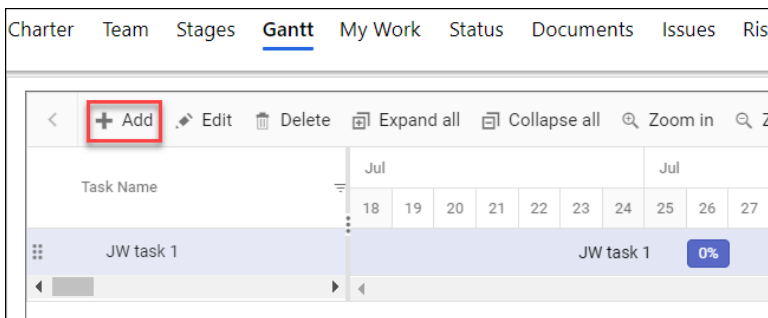 Charter Team Stages Gantt My Work Status Documents Issues Ris
Add Edit Delete Expand all Collapse all Zoom in Z
Task Name
Jul Jul
18 19 20 21 22 23 24 25 26 27
JW task 1 JW task 1 0%